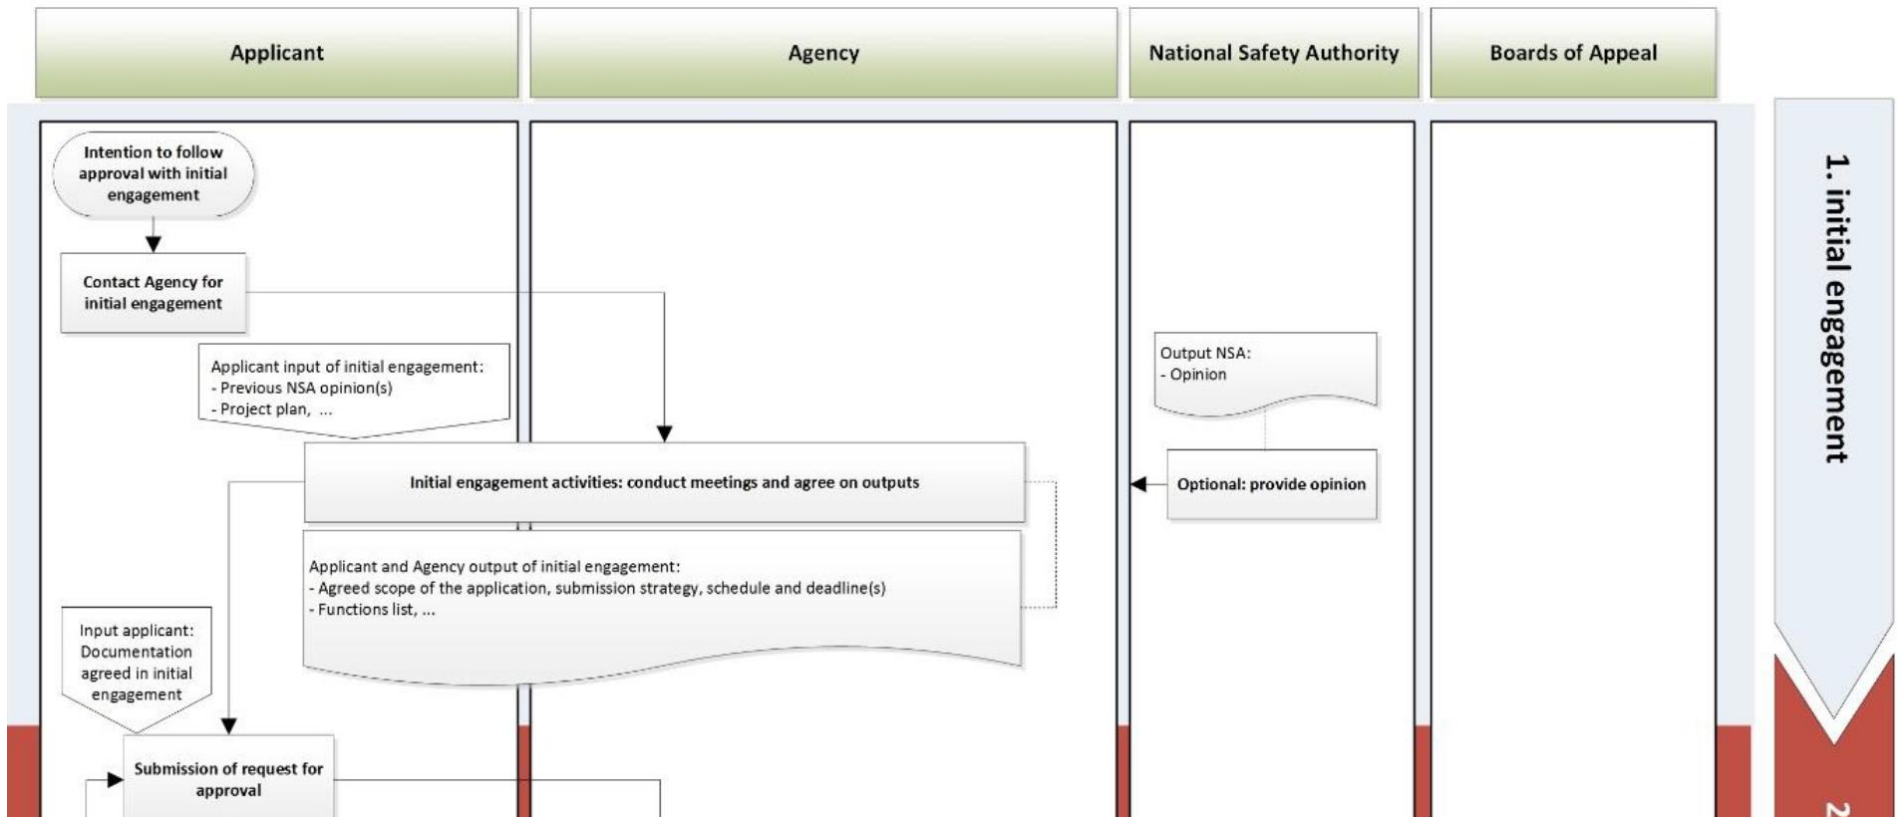 Applicant
Agency
National Safety Authority
Boards of Appeal
Intention to follow
approval with initial
engagement
Contact Agency for
initial engagement
Applicant input of initial engagement:
- Previous NSA opinion(s)
- Project plan, ...
Output NSA:
- Opinion
Initial engagement activities: conduct meetings and agree on outputs
Optional: provide opinion
Applicant and Agency output of initial engagement:
- Agreed scope of the application, submission strategy, schedule and deadline(s)
- Functions list, ...
Input applicant:
Documentation
agreed in initial
engagement
Submission of request for
approval
1. initial engagement
2